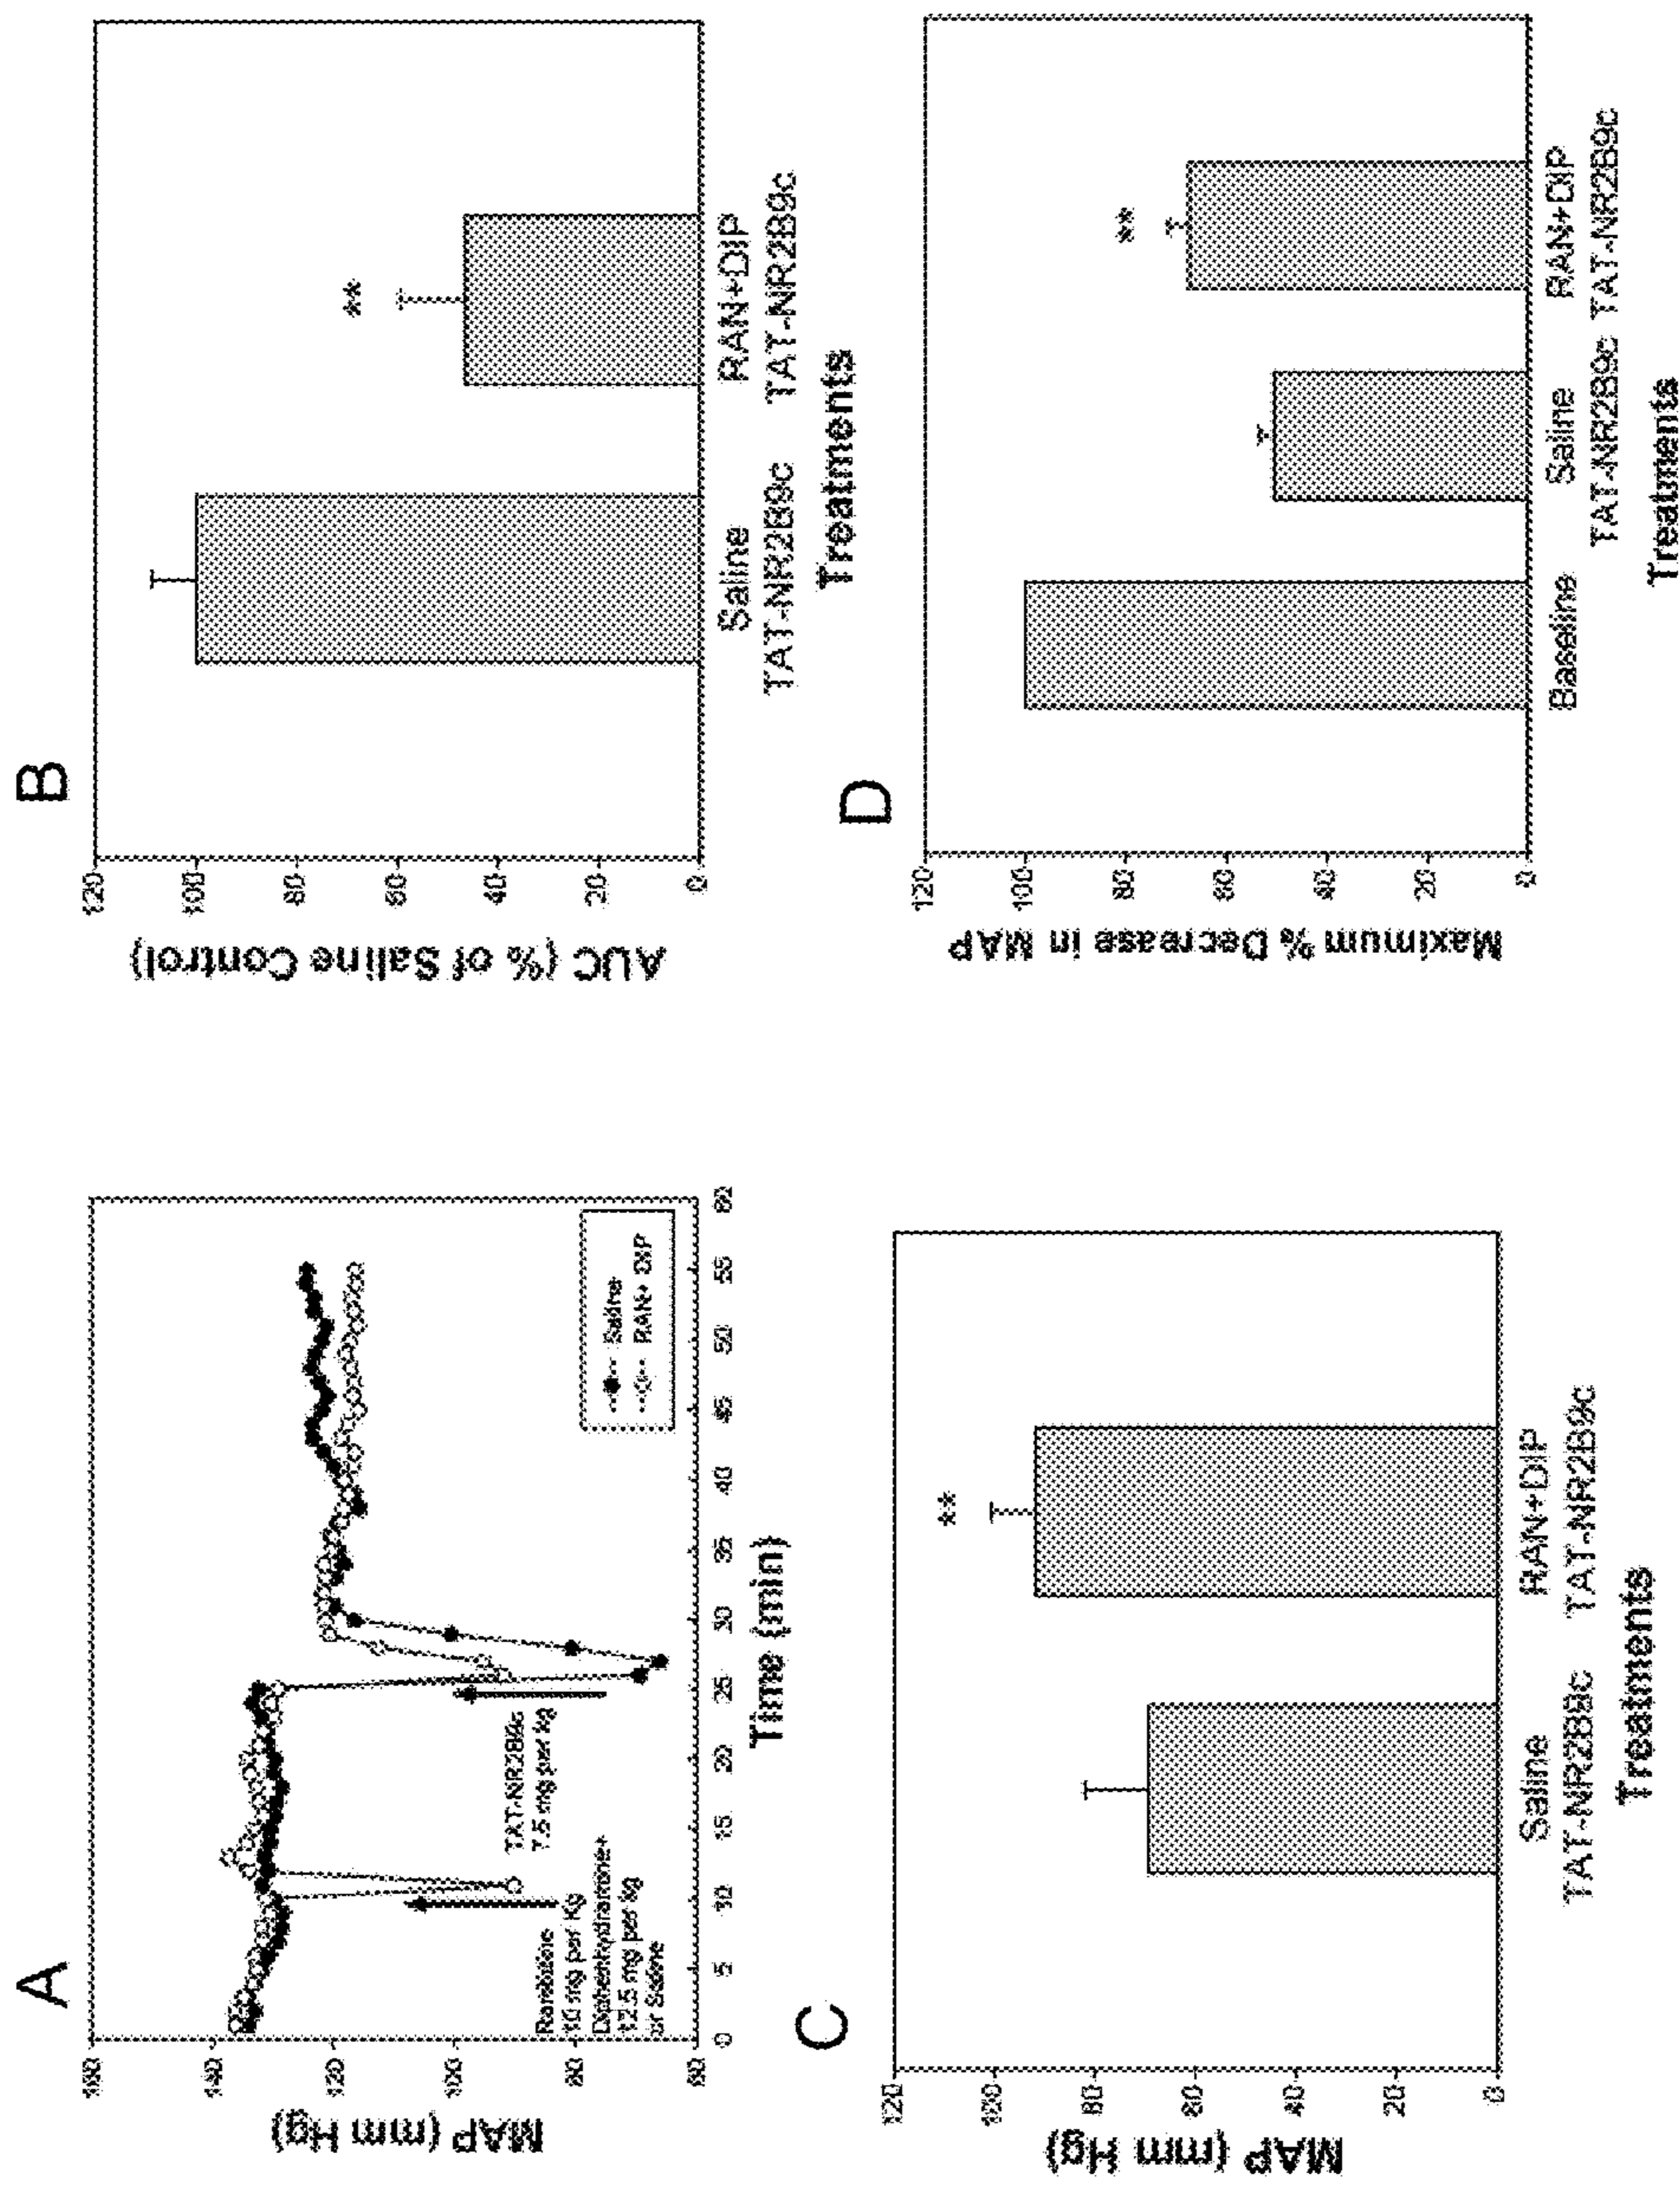 A
MAP (mm Hg)
160
140
120
100
80
60
Ranitidine
10 mg per Kg
Diphenhydramine+
12.5 mg per kg
or Saline
TAT-NR2B9c
7.5 mg per kg
Saline
RAN+ DIP
0 5 10 15 20 25 30 35 40 45 50 55 60
Time (min)
B
AUC (% of Saline Control)
120
100
80
60
40
20
0
**
Saline RAN+DIP
TAT-NR2B9c TAT-NR2B9c
Treatments
C
MAP (mm Hg)
120
100
80
60
40
20
0
**
Saline RAN+DIP
TAT-NR2B9c TAT-NR2B9c
Treatments
D
Maximum % Decrease in MAP
120
100
80
60
40
20
0
**
Baseline Saline RAN+DIP
TAT-NR2B9c TAT-NR2B9c
Treatments